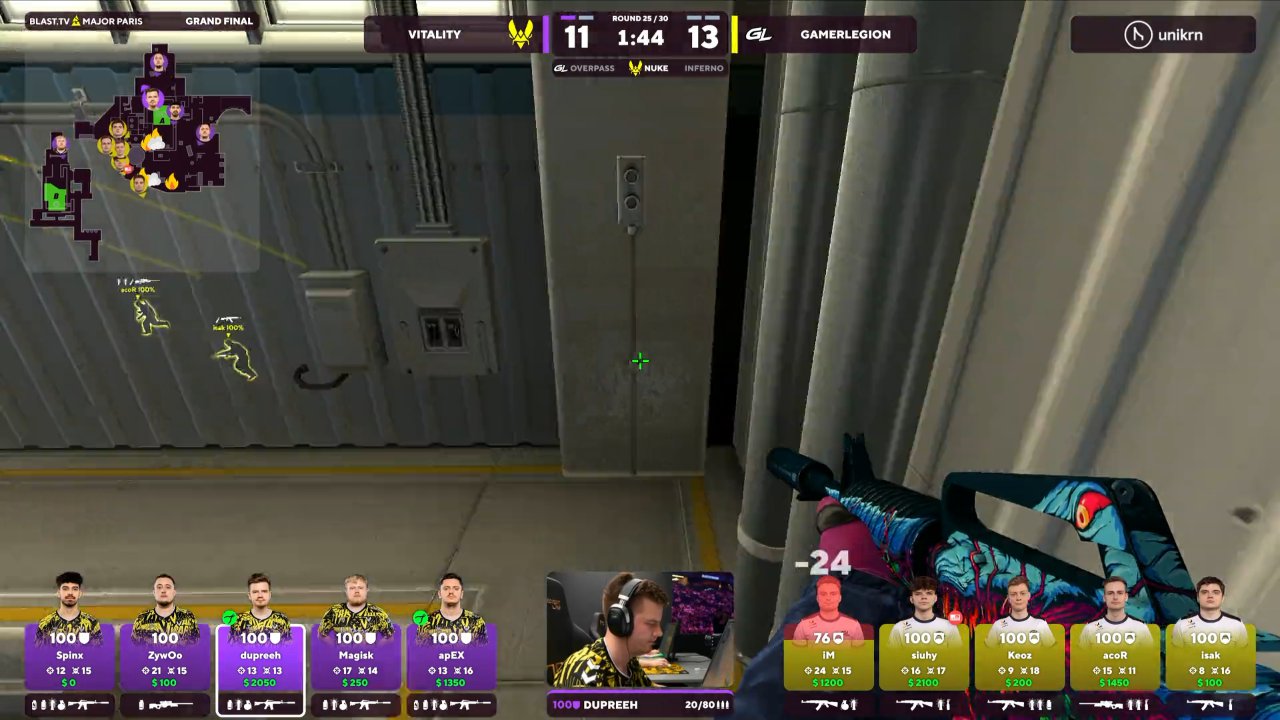 BLAST.TV MAJOR PARIS GRAND FINAL
VITALITY 11 ROUND 25 / 30 1:44 13 GL GAMERLEGION
unikrn
GL OVERPASS NUKE INFERNO
A
B
acoR 100%
isak 100%
-24
100 Spinx 12 15 $0
100 ZywOo 21 15 $100
100 dupreeh 13 13 $2050
100 Magisk 17 14 $250
100 apEX 13 16 $1350
100 DUPREEH 20/80
76 iM 24 15 $1200
100 siuhy 16 17 $2100
100 Keoz 9 18 $200
100 acoR 15 11 $1450
100 isak 8 16 $100